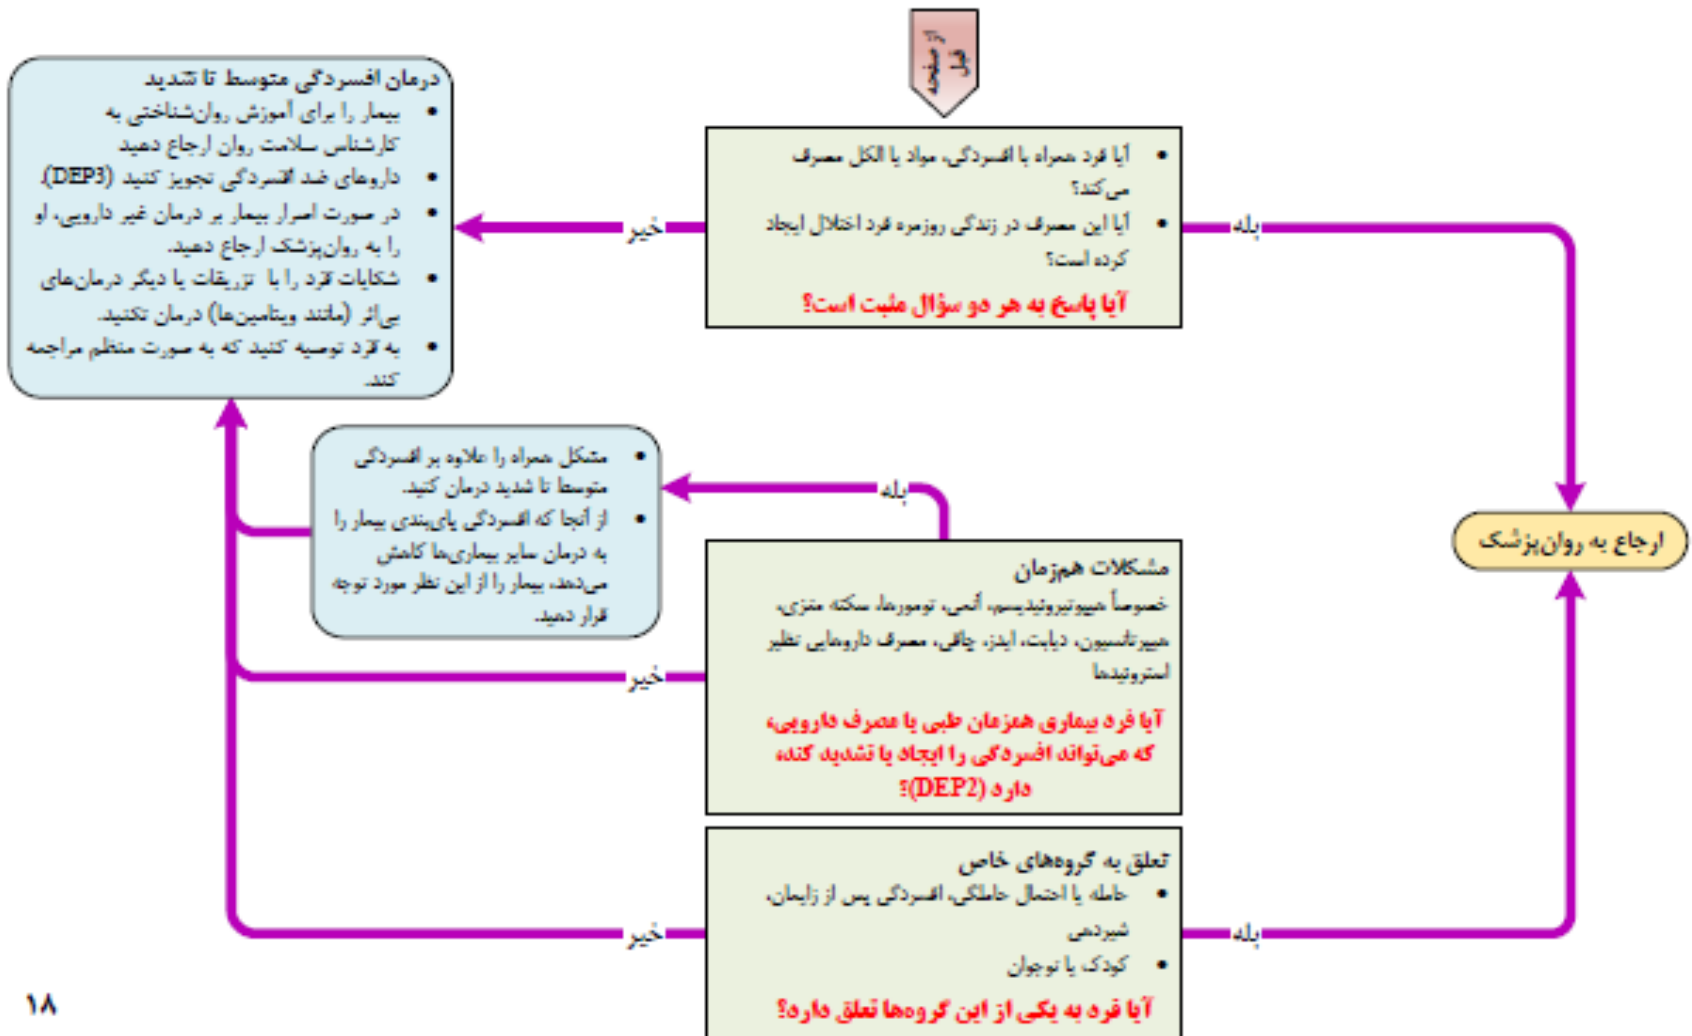 از صفحه
قبل
آیا فرد همراه با افسردگی، مواد یا الکل مصرف
می‌کند؟
آیا این مصرف در زندگی روزمره فرد اختلال ایجاد
کرده است؟
آیا پاسخ به هر دو سؤال مثبت است؟
بله
خیر
درمان افسردگی متوسط تا شدید
بیمار را برای آموزش روان‌شناختی به
کارشناس سلامت روان ارجاع دهید
داروهای ضد افسردگی تجویز کنید (DEP3).
در صورت اصرار بیمار بر درمان غیر دارویی، او
را به روان‌پزشک ارجاع دهید.
شکایات فرد را با تزریقات یا دیگر درمان‌های
بی‌اثر (مانند ویتامین‌ها) درمان نکنید.
به فرد توصیه کنید که به صورت منظم مراجعه
کند.
مشکل همراه را علاوه بر افسردگی
متوسط تا شدید درمان کنید.
از آنجا که افسردگی پای‌بندی بیمار را
به درمان سایر بیماری‌ها کاهش
می‌دهد، بیمار را از این نظر مورد توجه
قرار دهید.
بله
مشکلات هم‌زمان
خصوصاً هیپوتیروئیدیسم، آنمی، تومورها، سکته مغزی،
هیپرتانسیون، دیابت، ایدز، چاقی، مصرف داروهایی نظیر
استروئیدها
آیا فرد بیماری همزمان طبی یا مصرف دارویی،
که می‌تواند افسردگی را ایجاد یا تشدید کند،
دارد (DEP2)؟
خیر
ارجاع به روان‌پزشک
تعلق به گروه‌های خاص
حامله یا احتمال حاملگی، افسردگی پس از زایمان،
شیردهی
کودک یا نوجوان
آیا فرد به یکی از این گروه‌ها تعلق دارد؟
بله
خیر
۱۸